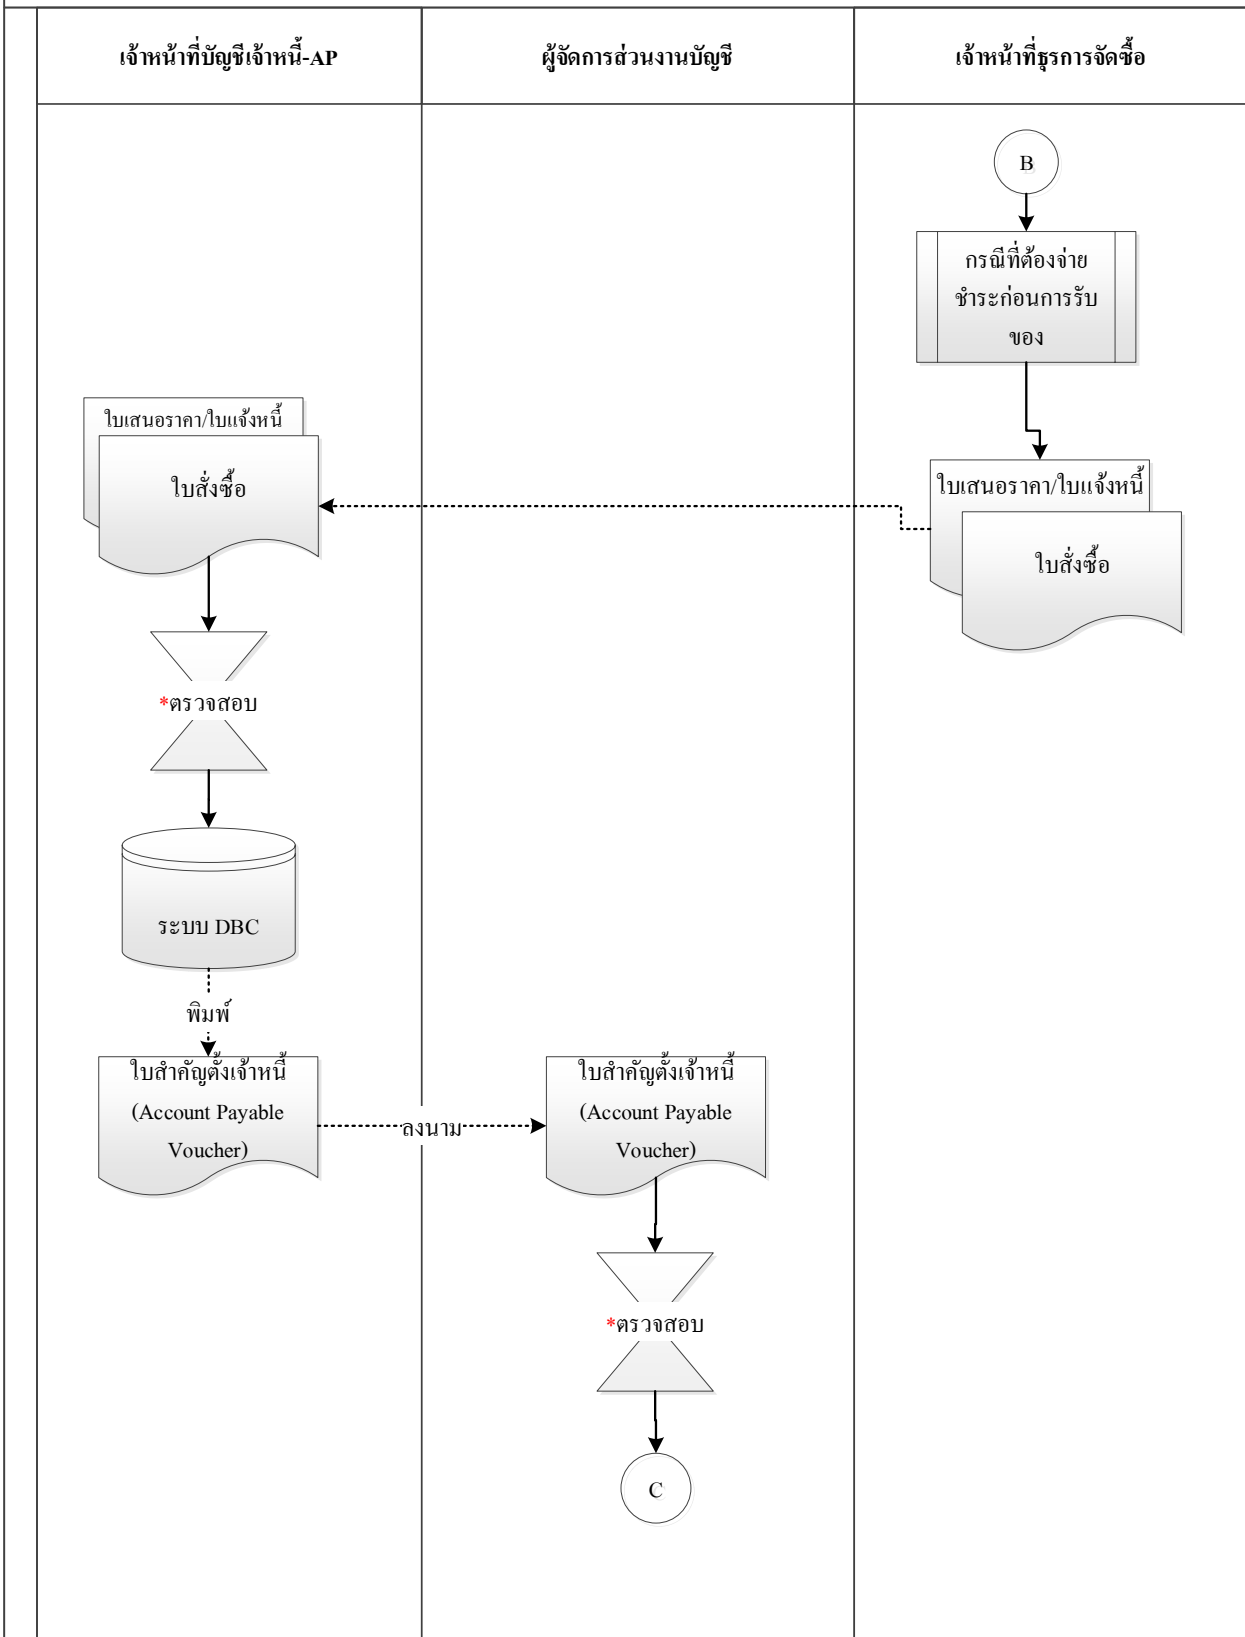 เจ้าหน้าที่บัญชีเจ้าหนี้-AP
ผู้จัดการส่วนงานบัญชี
เจ้าหน้าที่ธุรการจัดซื้อ
B
กรณีที่ต้องจ่าย
ชำระก่อนการรับ
ของ
ใบเสนอราคา/ใบแจ้งหนี้
ใบสั่งซื้อ
ใบเสนอราคา/ใบแจ้งหนี้
ใบสั่งซื้อ
*ตรวจสอบ
ระบบ DBC
พิมพ์
ใบสำคัญตั้งเจ้าหนี้
(Account Payable
Voucher)
ลงนาม
ใบสำคัญตั้งเจ้าหนี้
(Account Payable
Voucher)
*ตรวจสอบ
C